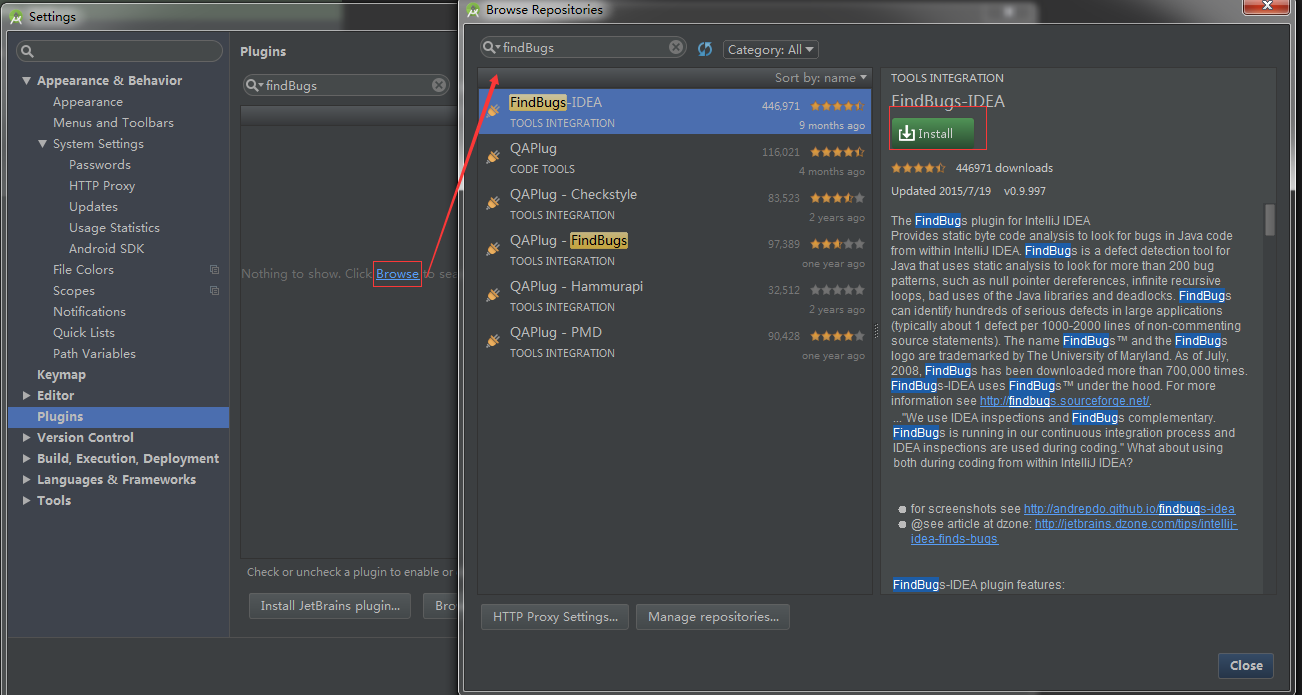 Settings
Appearance & Behavior
Appearance
Menus and Toolbars
System Settings
Passwords
HTTP Proxy
Updates
Usage Statistics
Android SDK
File Colors
Scopes
Notifications
Quick Lists
Path Variables
Keymap
Editor
Plugins
Version Control
Build, Execution, Deployment
Languages & Frameworks
Tools
Plugins
findBugs
Nothing to show. Click Browse to sea
Check or uncheck a plugin to enable or
Install JetBrains plugin...
Bro
Browse Repositories
findBugs
Category: All
Sort by: name
FindBugs-IDEA 446,971
TOOLS INTEGRATION 9 months ago
QAPlug 116,021
CODE TOOLS 4 months ago
QAPlug - Checkstyle 83,523
TOOLS INTEGRATION 2 years ago
QAPlug - FindBugs 97,389
TOOLS INTEGRATION one year ago
QAPlug - Hammurapi 32,512
TOOLS INTEGRATION 2 years ago
QAPlug - PMD 90,428
TOOLS INTEGRATION one year ago
HTTP Proxy Settings...
Manage repositories...
TOOLS INTEGRATION
FindBugs-IDEA
Install
446971 downloads
Updated 2015/7/19 v0.9.997
The FindBugs plugin for IntelliJ IDEA
Provides static byte code analysis to look for bugs in Java code
from within IntelliJ IDEA. FindBugs is a defect detection tool for
Java that uses static analysis to look for more than 200 bug
patterns, such as null pointer dereferences, infinite recursive
loops, bad uses of the Java libraries and deadlocks. FindBugs
can identify hundreds of serious defects in large applications
(typically about 1 defect per 1000-2000 lines of non-commenting
source statements). The name FindBugs™ and the FindBugs
logo are trademarked by The University of Maryland. As of July,
2008, FindBugs has been downloaded more than 700,000 times.
FindBugs-IDEA uses FindBugs™ under the hood. For more
information see http://findbugs.sourceforge.net/.
..."We use IDEA inspections and FindBugs complementary.
FindBugs is running in our continuous integration process and
IDEA inspections are used during coding." What about using
both during coding from within IntelliJ IDEA?
for screenshots see http://andrepdo.github.io/findbugs-idea
@see article at dzone: http://jetbrains.dzone.com/tips/intellij-
idea-finds-bugs
FindBugs-IDEA plugin features:
Close